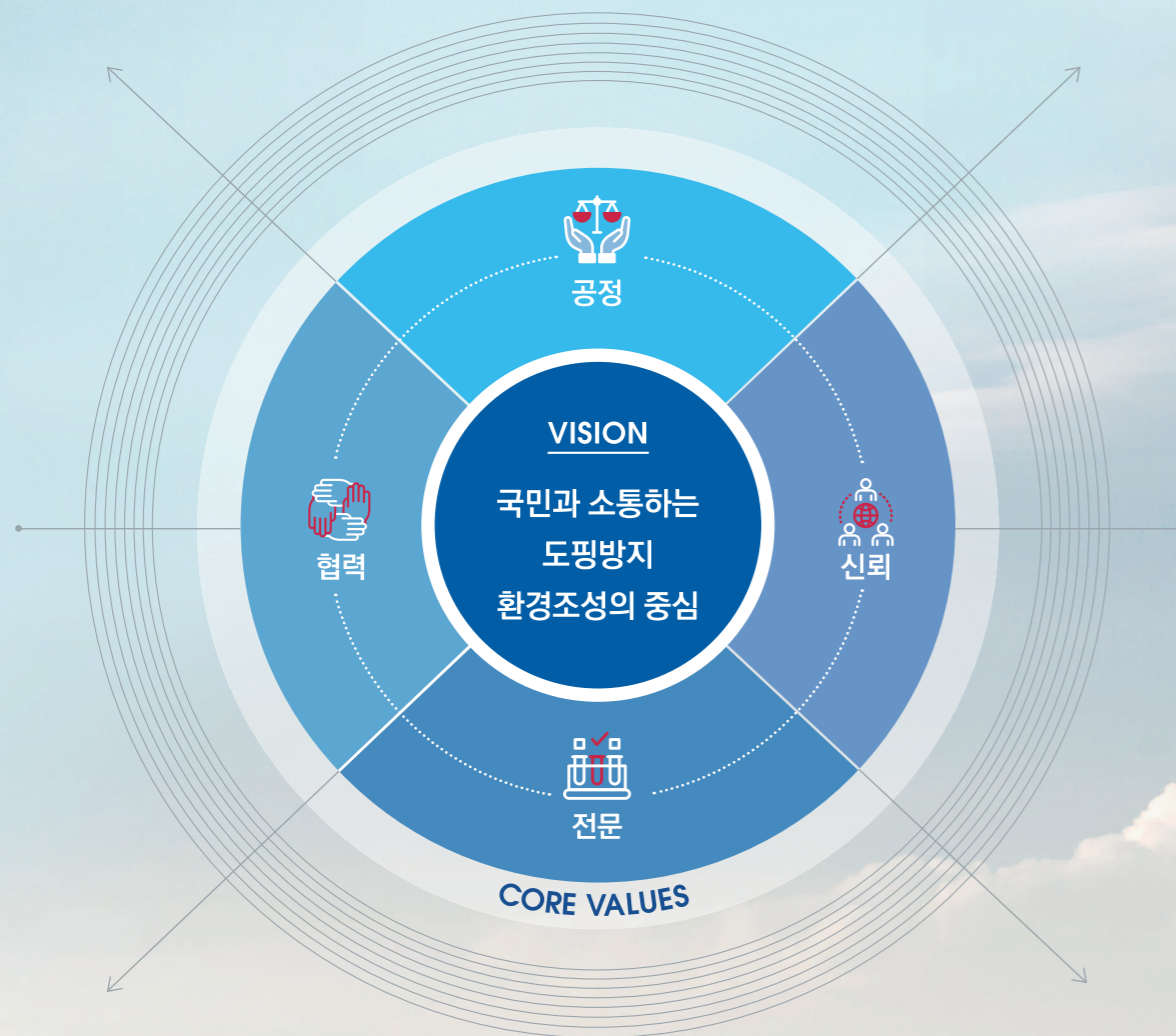 공정
VISION
국민과 소통하는
도핑방지
환경조성의 중심
협력
신뢰
전문
CORE VALUES